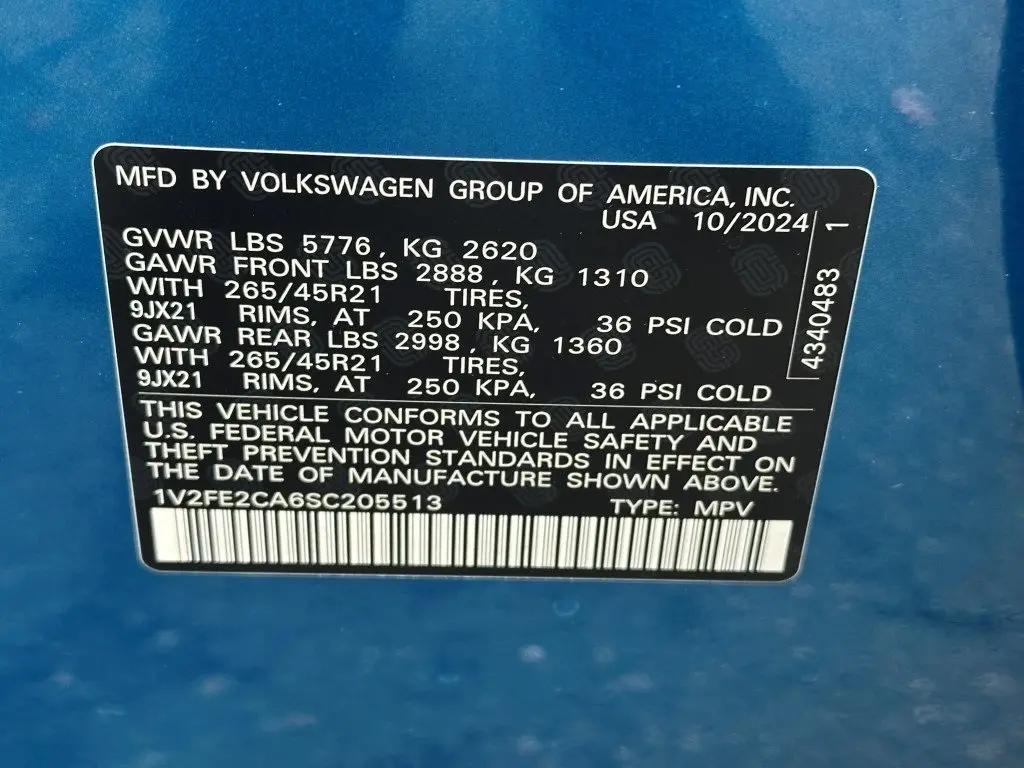 MFD BY VOLKSWAGEN GROUP OF AMERICA, INC.
USA 10/2024
GVWR LBS 5776, KG 2620
GAWR FRONT LBS 2888, KG 1310
WITH 265/45R21 TIRES,
9JX21 RIMS, AT 250 KPA, 36 PSI COLD
GAWR REAR LBS 2998, KG 1360
WITH 265/45R21 TIRES,
9JX21 RIMS, AT 250 KPA, 36 PSI COLD
4340483 1
THIS VEHICLE CONFORMS TO ALL APPLICABLE
U.S. FEDERAL MOTOR VEHICLE SAFETY AND
THEFT PREVENTION STANDARDS IN EFFECT ON
THE DATE OF MANUFACTURE SHOWN ABOVE.
1V2FE2CA6SC205513 TYPE: MPV